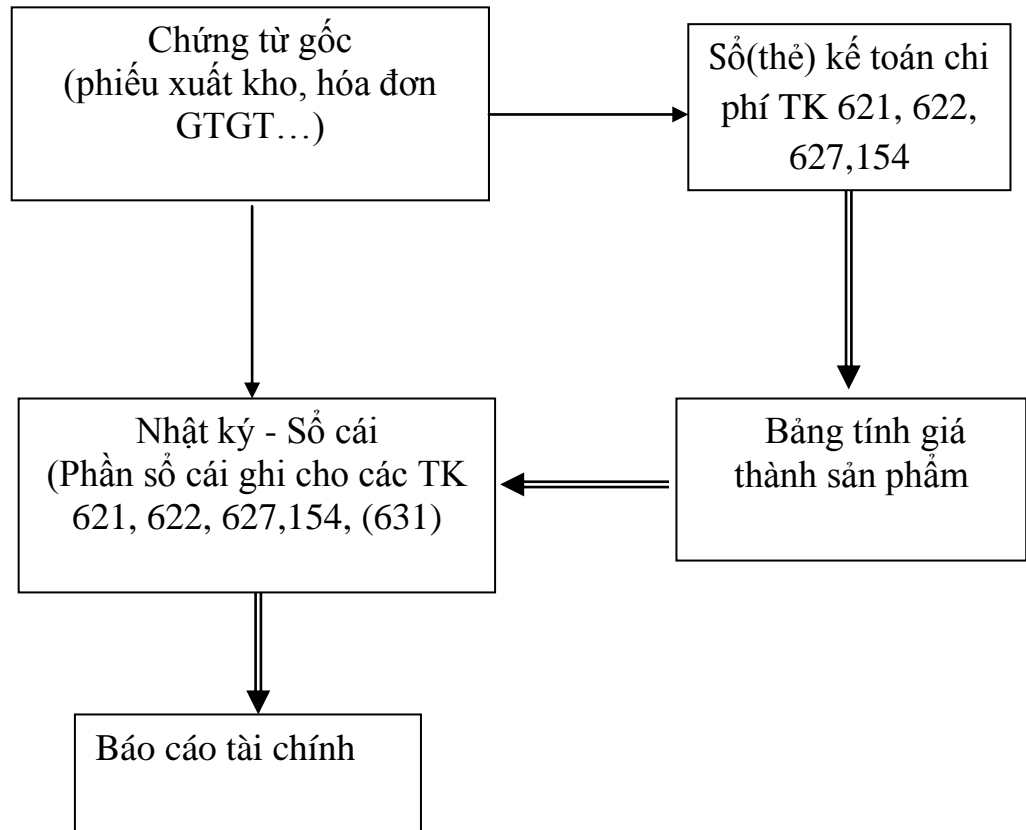 Chứng từ gốc
(phiếu xuất kho, hóa đơn
GTGT…)
Sổ(thẻ) kế toán chi
phí TK 621, 622,
627,154
Nhật ký - Sổ cái
(Phần sổ cái ghi cho các TK
621, 622, 627,154, (631)
Bảng tính giá
thành sản phẩm
Báo cáo tài chính